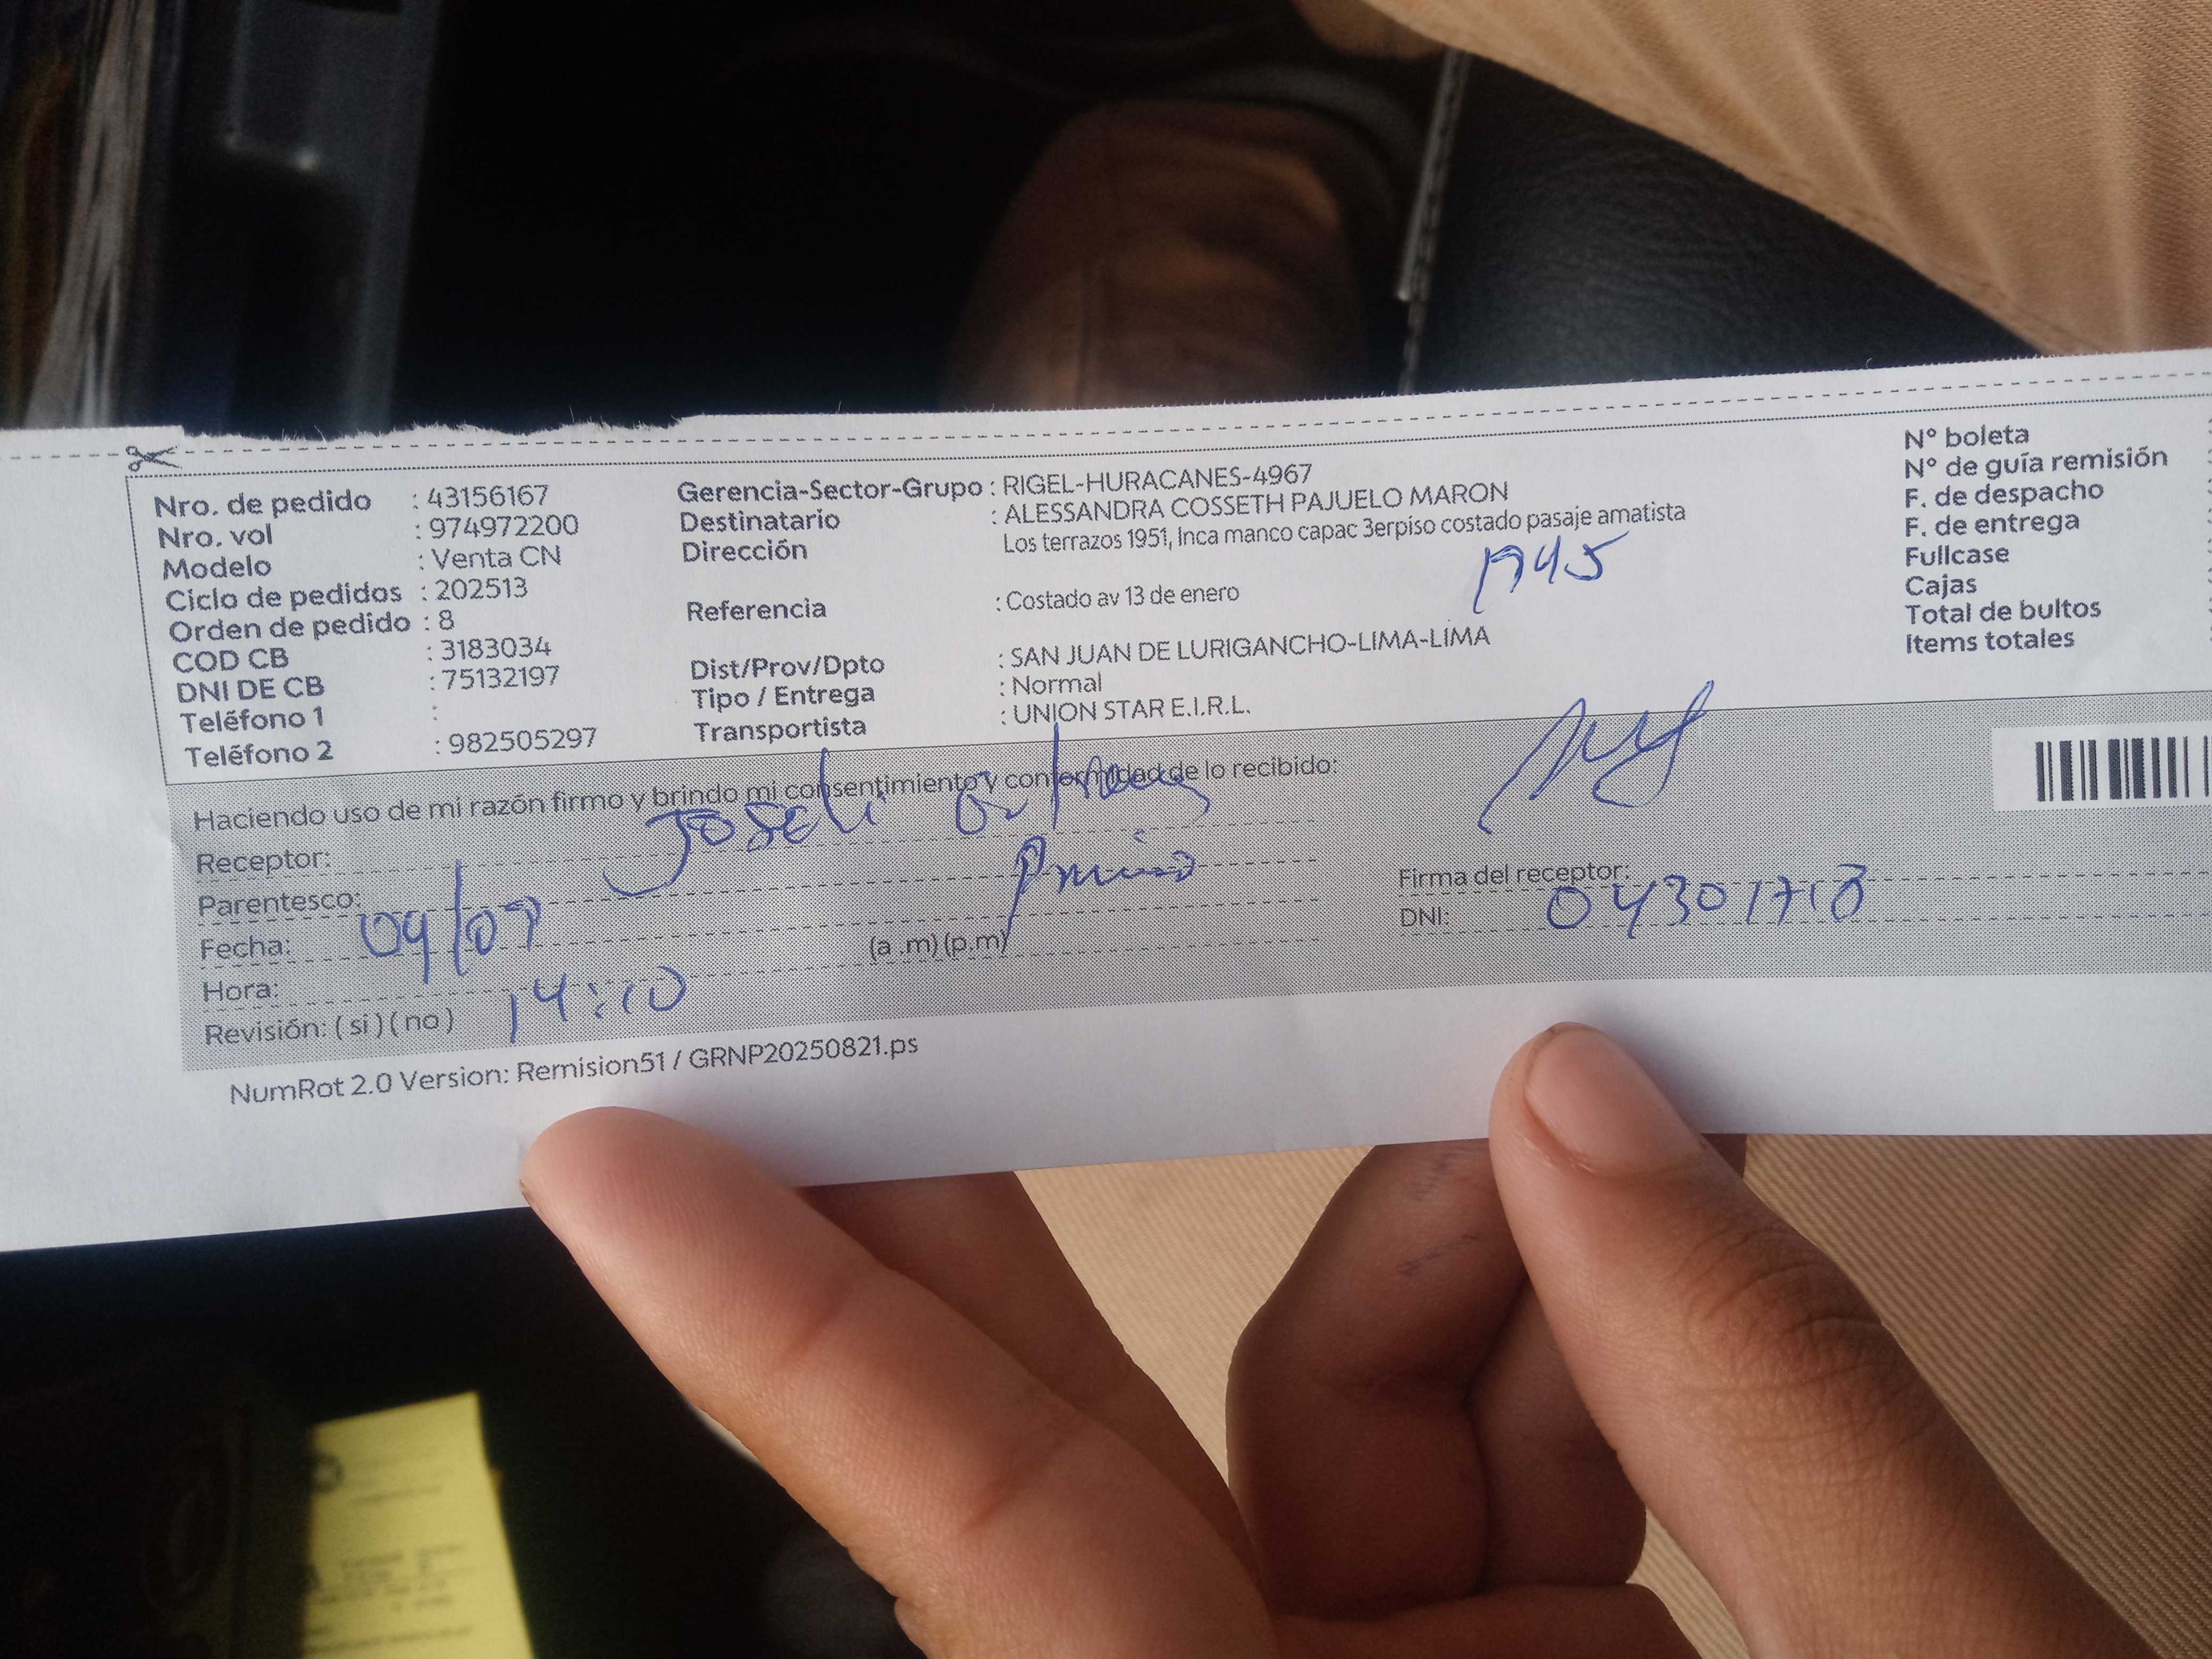 Nro. de pedido : 43156167
Nro. vol : 974972200
Modelo : Venta CN
Ciclo de pedidos : 202513
Orden de pedido : 8
COD CB : 3183034
DNI DE CB : 75132197
Teléfono 1 :
Teléfono 2 : 982505297
Gerencia-Sector-Grupo : RIGEL-HURACANES-4967
Destinatario : ALESSANDRA COSSETH PAJUELO MARON
Dirección Los terrazos 1951, Inca manco capac 3erpiso costado pasaje amatista
1945
Referencia : Costado av 13 de enero
Dist/Prov/Dpto : SAN JUAN DE LURIGANCHO-LIMA-LIMA
Tipo / Entrega : Normal
Transportista : UNION STAR E.I.R.L.
N° boleta
N° de guía remisión
F. de despacho
F. de entrega
Fullcase
Cajas
Total de bultos
Items totales
Haciendo uso de mi razón firmo y brindo mi consentimiento y conformidad de lo recibido:
Receptor: Joseli
Parentesco:
Fecha: 09/09
Hora: 14:10 (a .m) (p.m)
Revisión: ( si ) ( no )
Firma del receptor:
DNI:
NumRot 2.0 Version: Remision51 / GRNP20250821.ps